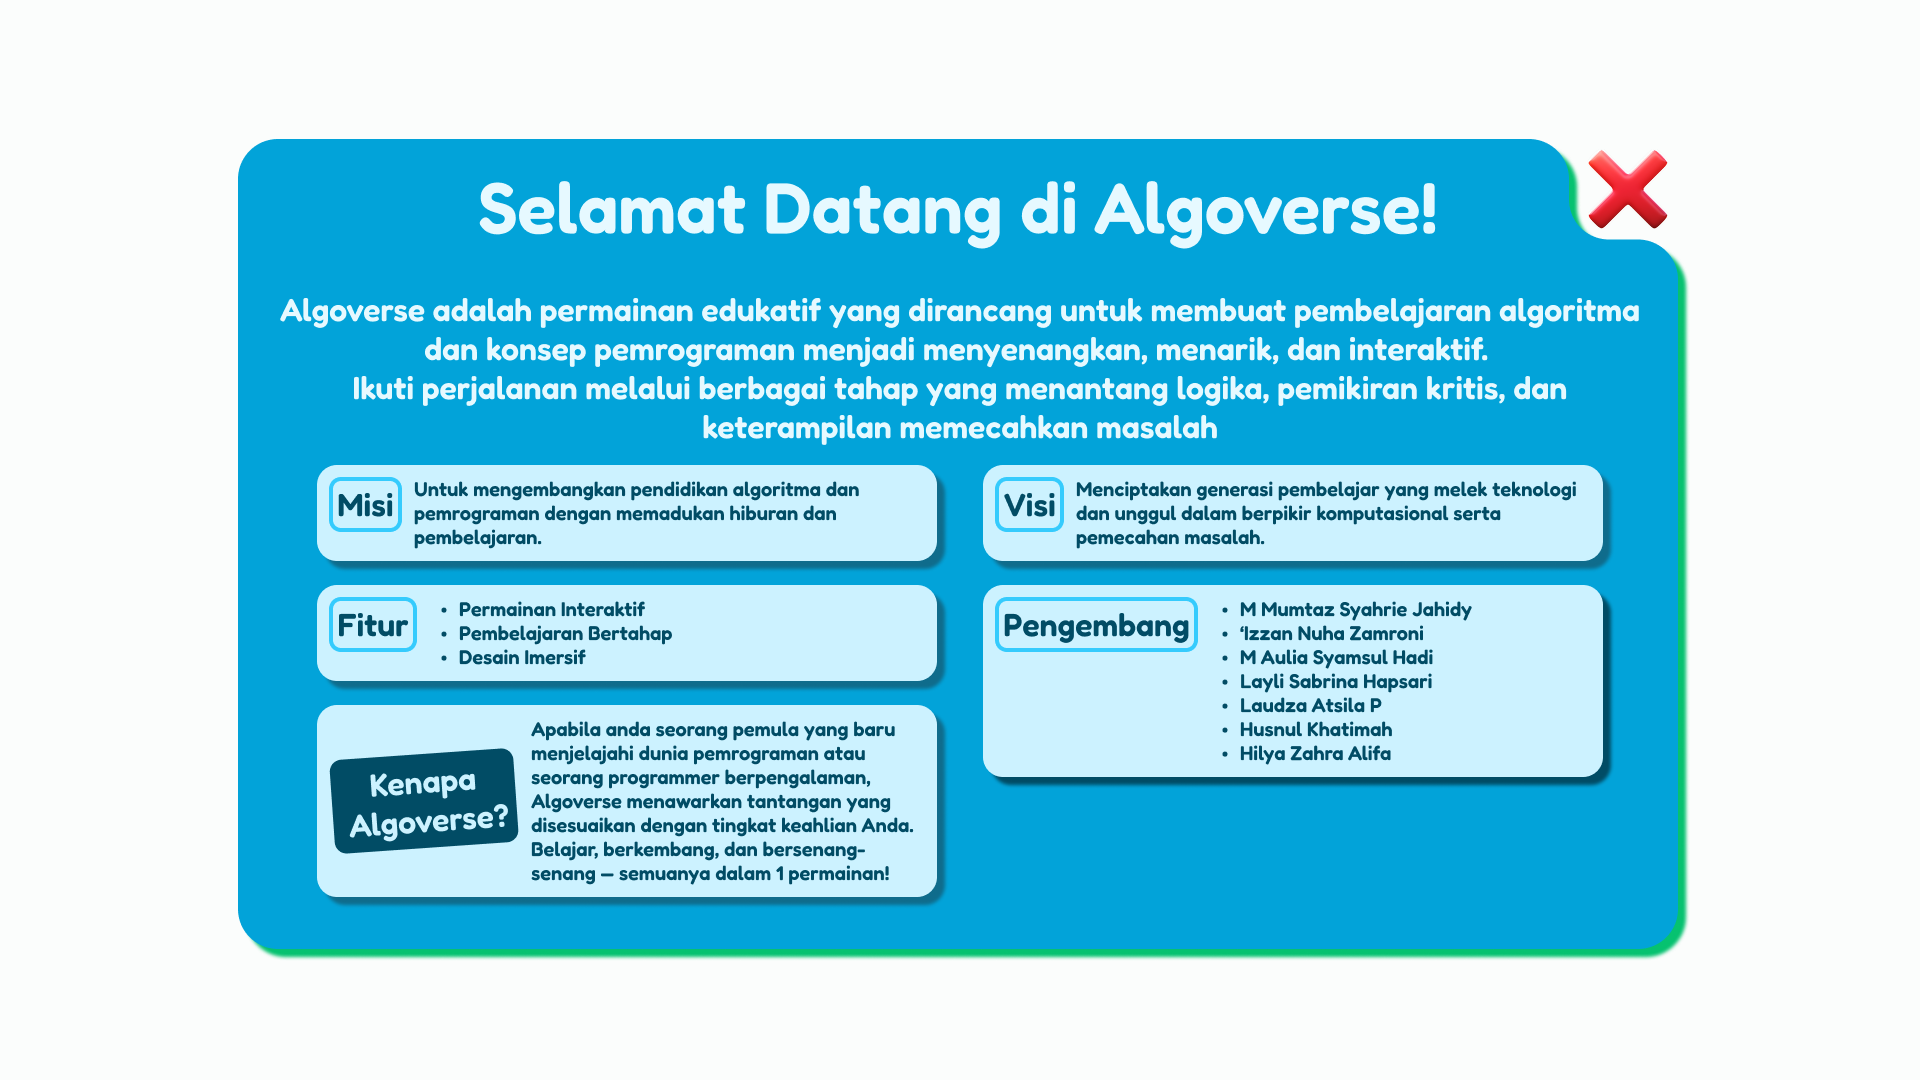 Selamat Datang di Algoverse!
Algoverse adalah permainan edukatif yang dirancang untuk membuat pembelajaran algoritma
dan konsep pemrograman menjadi menyenangkan, menarik, dan interaktif.
Ikuti perjalanan melalui berbagai tahap yang menantang logika, pemikiran kritis, dan
keterampilan memecahkan masalah
Misi
Untuk mengembangkan pendidikan algoritma dan
pemrograman dengan memadukan hiburan dan
pembelajaran.
Visi
Menciptakan generasi pembelajar yang melek teknologi
dan unggul dalam berpikir komputasional serta
pemecahan masalah.
Fitur
• Permainan Interaktif
• Pembelajaran Bertahap
• Desain Imersif
Pengembang
• M Mumtaz Syahrie Jahidy
• ‘Izzan Nuha Zamroni
• M Aulia Syamsul Hadi
• Layli Sabrina Hapsari
• Laudza Atsila P
• Husnul Khatimah
• Hilya Zahra Alifa
Kenapa
Algoverse?
Apabila anda seorang pemula yang baru
menjelajahi dunia pemrograman atau
seorang programmer berpengalaman,
Algoverse menawarkan tantangan yang
disesuaikan dengan tingkat keahlian Anda.
Belajar, berkembang, dan bersenang-
senang — semuanya dalam 1 permainan!